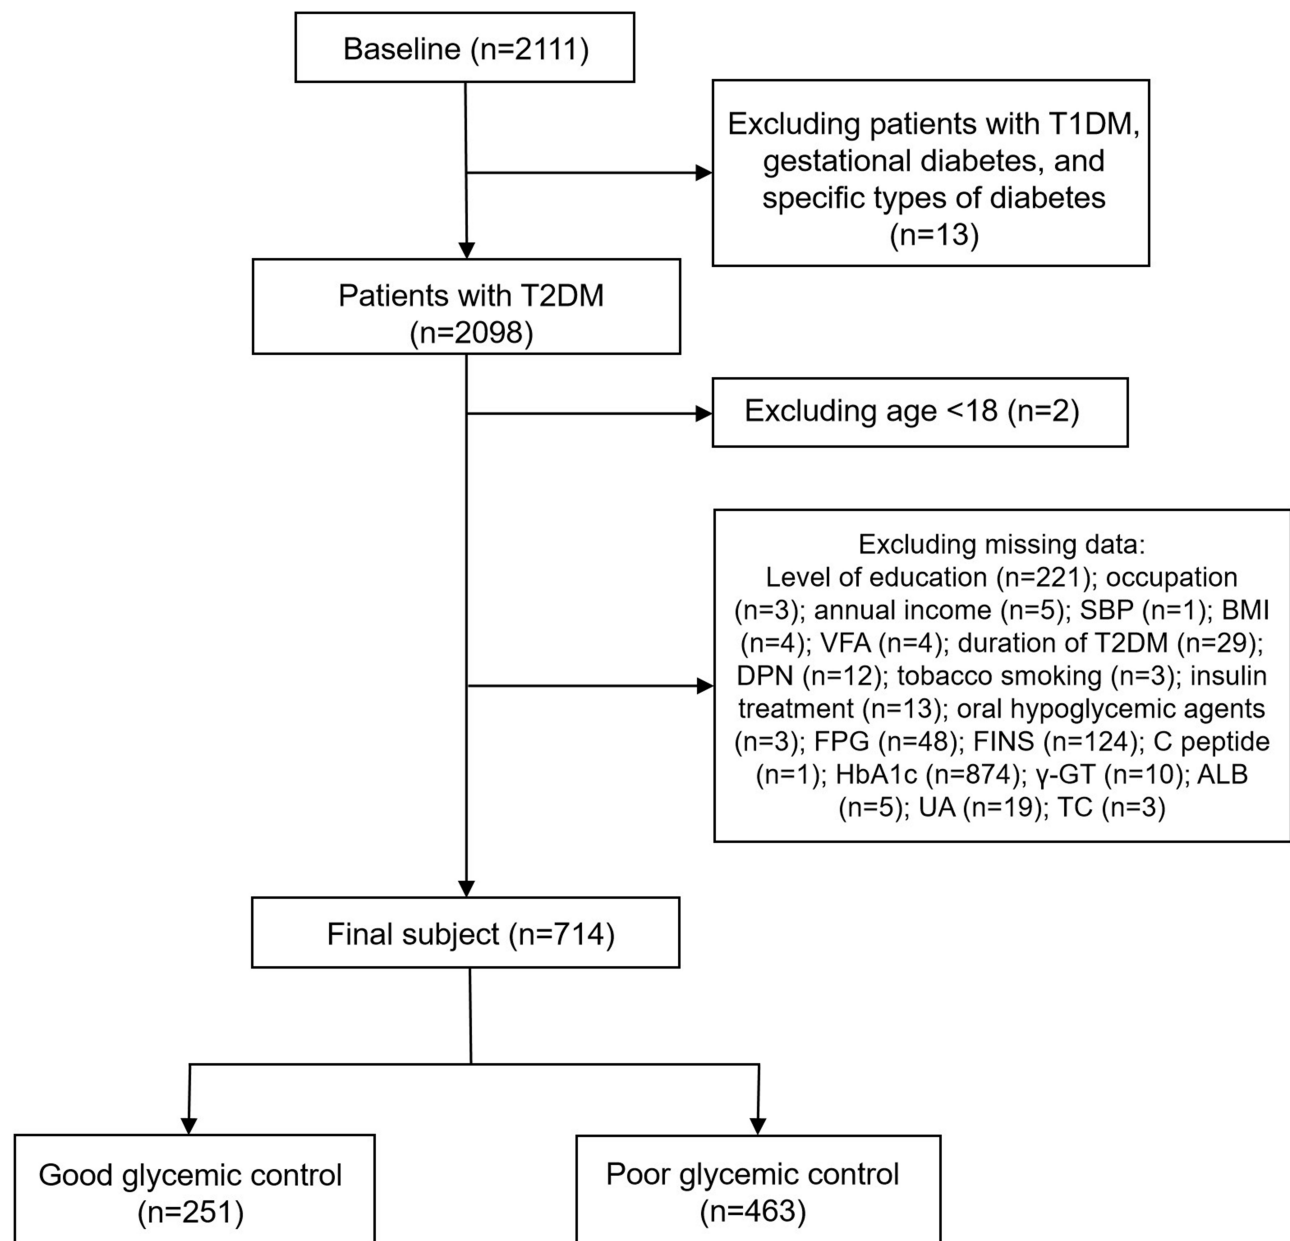 Baseline (n=2111)
Excluding patients with T1DM,
gestational diabetes, and
specific types of diabetes
(n=13)
Patients with T2DM
(n=2098)
Excluding age <18 (n=2)
Excluding missing data:
Level of education (n=221); occupation
(n=3); annual income (n=5); SBP (n=1); BMI
(n=4); VFA (n=4); duration of T2DM (n=29);
DPN (n=12); tobacco smoking (n=3); insulin
treatment (n=13); oral hypoglycemic agents
(n=3); FPG (n=48); FINS (n=124); C peptide
(n=1); HbA1c (n=874); γ-GT (n=10); ALB
(n=5); UA (n=19); TC (n=3)
Final subject (n=714)
Good glycemic control
(n=251)
Poor glycemic control
(n=463)